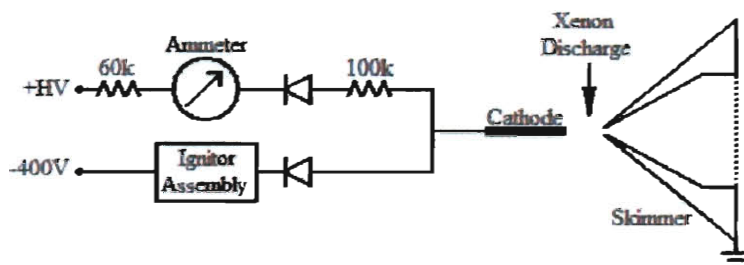 Xenon
Discharge
Ammeter
60k
100k
+HV
Cathode
-400V
Ignitor
Assembly
Skimmer